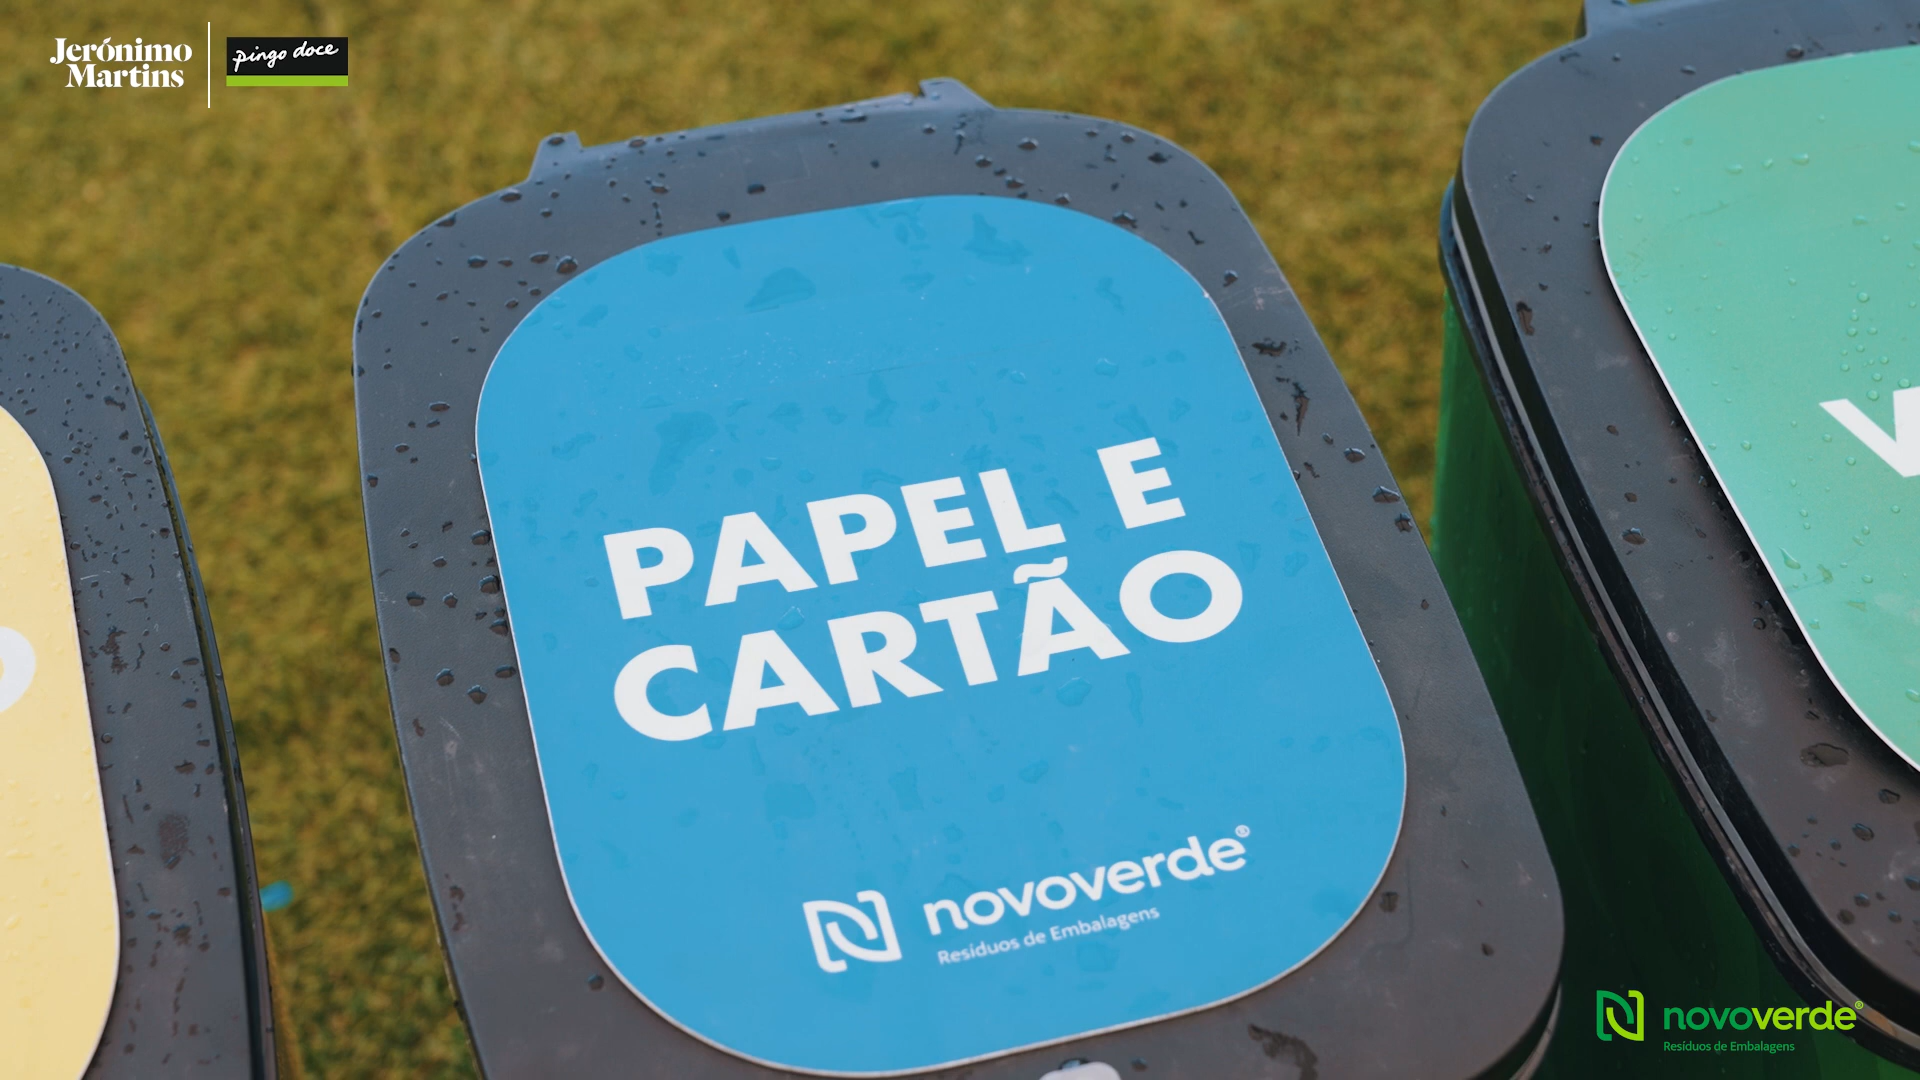 Jerónimo
Martins
pingo doce
PAPEL E
CARTÃO
novoverde®
Resíduos de Embalagens
novoverde®
Resíduos de Embalagens